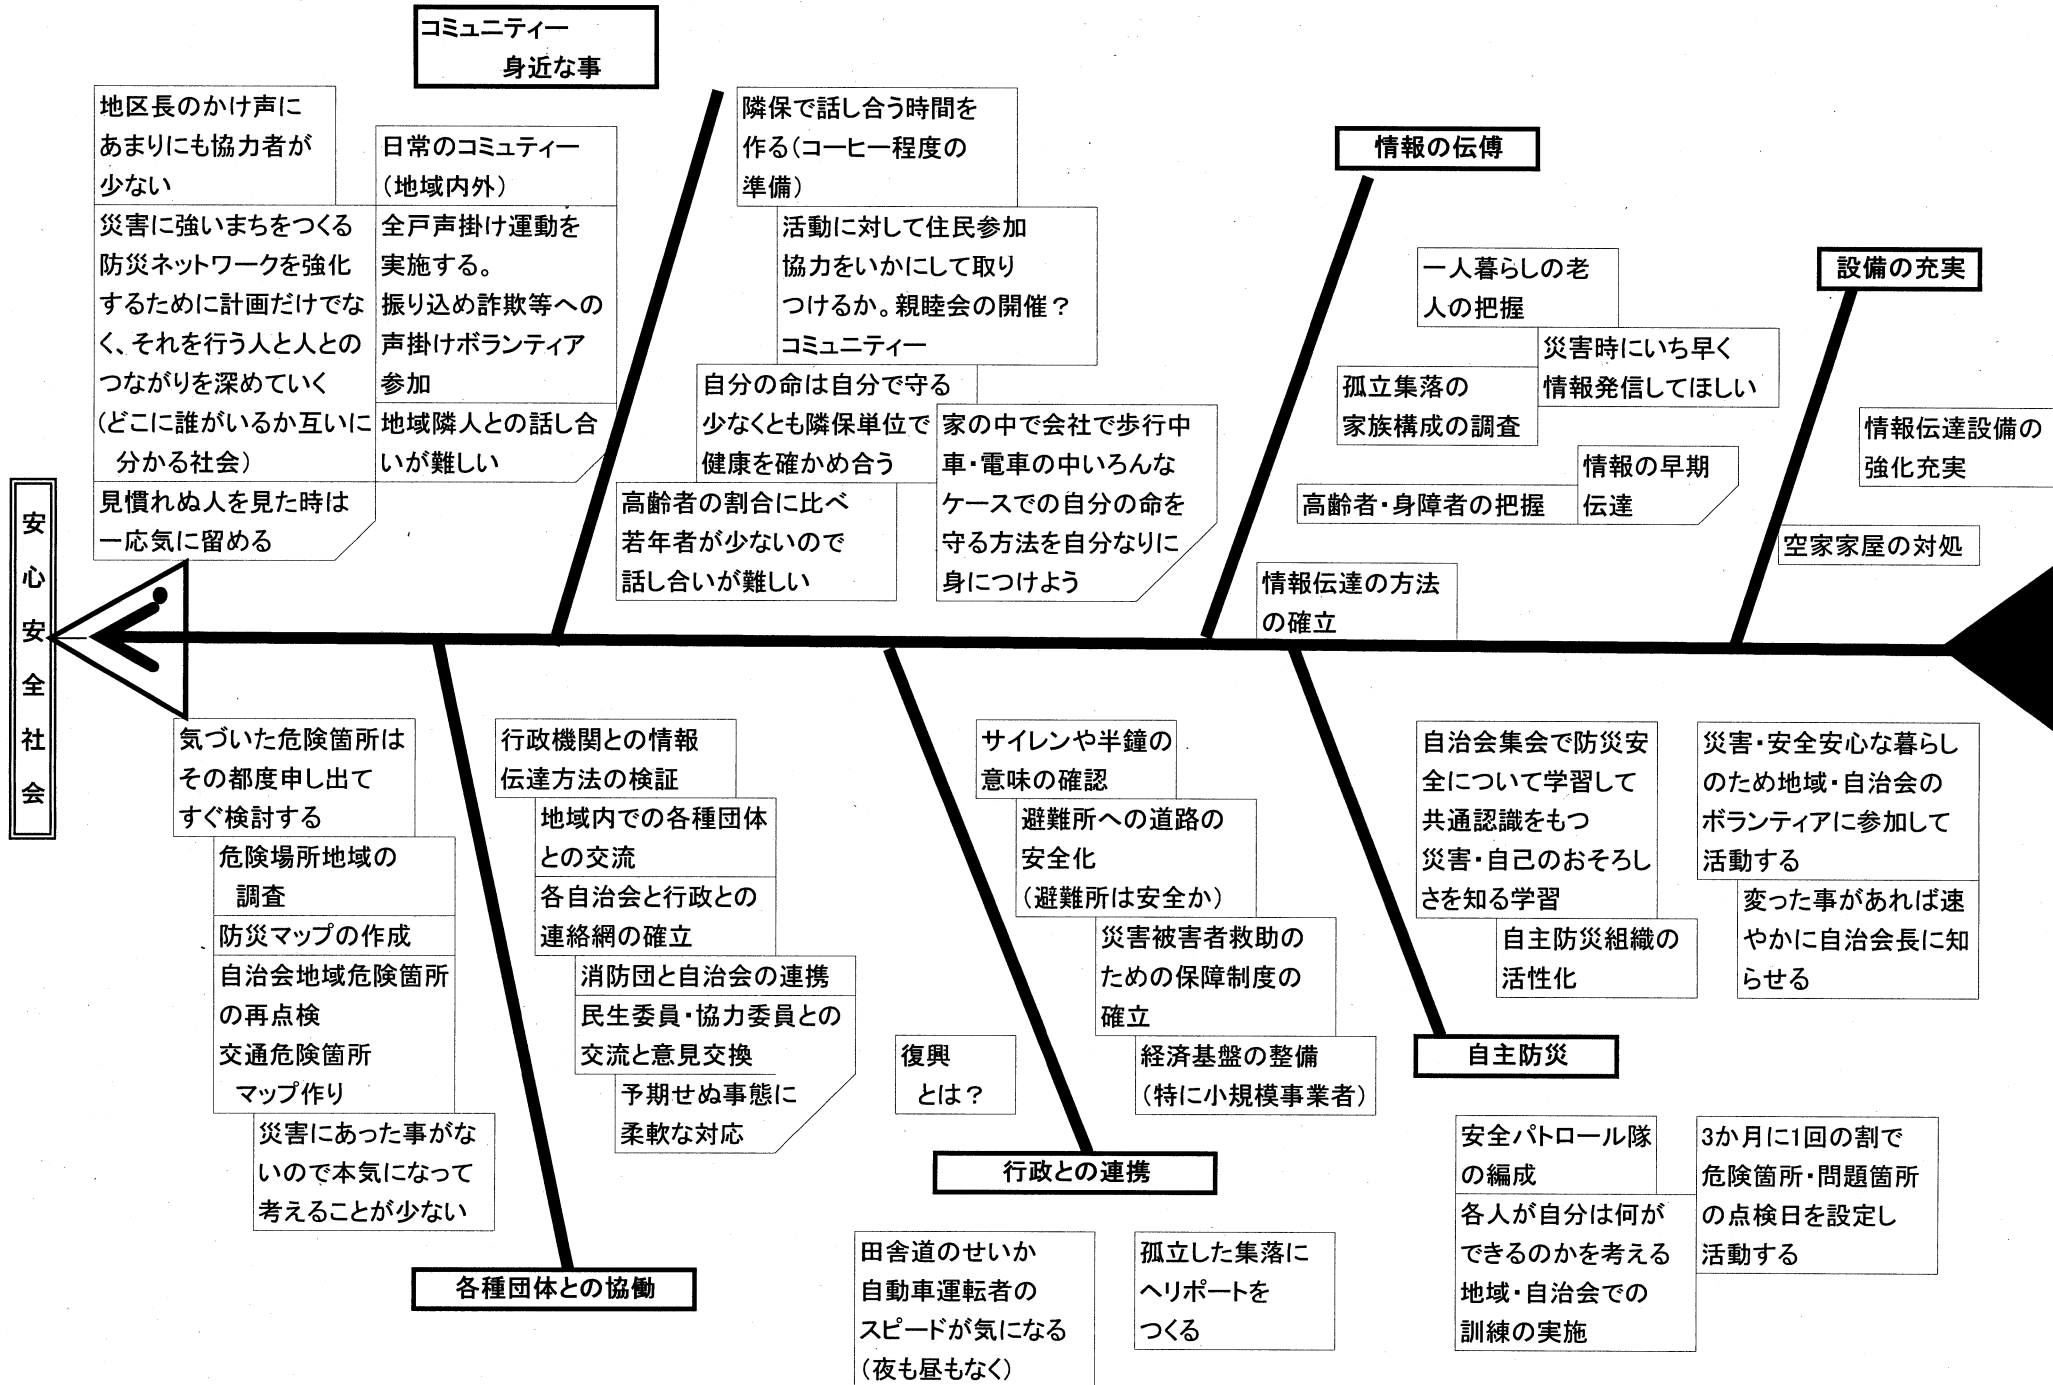 コミュニティー
身近な事
地区長のかけ声に
あまりにも協力者が
少ない
日常のコミュティー
（地域内外）
災害に強いまちをつくる
防災ネットワークを強化
するために計画だけでな
く、それを行う人と人との
つながりを深めていく
（どこに誰がいるか互いに
分かる社会）
全戸声掛け運動を
実施する。
振り込め詐欺等への
声掛けボランティア
参加
地域隣人との話し合
いが難しい
見慣れぬ人を見た時は
一応気に留める
隣保で話し合う時間を
作る（コーヒー程度の
準備）
活動に対して住民参加
協力をいかにして取り
つけるか。親睦会の開催？
コミュニティー
自分の命は自分で守る
少なくとも隣保単位で
健康を確かめ合う
家の中で会社で歩行中
車・電車の中いろんな
ケースでの自分の命を
守る方法を自分なりに
身につけよう
高齢者の割合に比べ
若年者が少ないので
話し合いが難しい
情報の伝傅
一人暮らしの老
人の把握
災害時にいち早く
情報発信してほしい
孤立集落の
家族構成の調査
情報の早期
伝達
高齢者・身障者の把握
情報伝達の方法
の確立
設備の充実
情報伝達設備の
強化充実
空家家屋の対処
安心安全社会
気づいた危険箇所は
その都度申し出て
すぐ検討する
危険場所地域の
調査
防災マップの作成
自治会地域危険箇所
の再点検
交通危険箇所
マップ作り
災害にあった事がな
いので本気になって
考えることが少ない
行政機関との情報
伝達方法の検証
地域内での各種団体
との交流
各自治会と行政との
連絡網の確立
消防団と自治会の連携
民生委員・協力委員との
交流と意見交換
予期せぬ事態に
柔軟な対応
各種団体との協働
サイレンや半鐘の
意味の確認
避難所への道路の
安全化
（避難所は安全か）
災害被害者救助の
ための保障制度の
確立
経済基盤の整備
（特に小規模事業者）
復興
とは？
行政との連携
田舎道のせいか
自動車運転者の
スピードが気になる
（夜も昼もなく）
孤立した集落に
ヘリポートを
つくる
自治会集会で防災安
全について学習して
共通認識をもつ
災害・自己のおそろし
さを知る学習
自主防災組織の
活性化
災害・安全安心な暮らし
のため地域・自治会の
ボランティアに参加して
活動する
変った事があれば速
やかに自治会長に知
らせる
自主防災
安全パトロール隊
の編成
各人が自分は何が
できるのかを考える
地域・自治会での
訓練の実施
3か月に1回の割で
危険箇所・問題箇所
の点検日を設定し
活動する